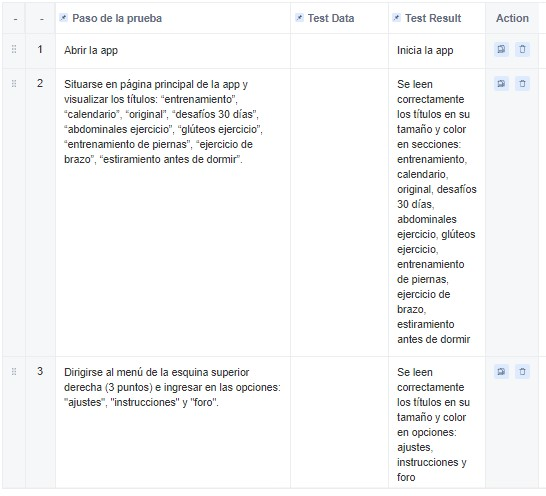 - - Paso de la prueba Test Data Test Result Action
1 Abrir la app Inicia la app
2 Situarse en página principal de la app y
visualizar los títulos: “entrenamiento”,
“calendario”, “original”, “desafíos 30 días”,
“abdominales ejercicio”, “glúteos ejercicio”,
“entrenamiento de piernas”, “ejercicio de
brazo”, “estiramiento antes de dormir”.
Se leen
correctamente
los títulos en su
tamaño y color
en secciones:
entrenamiento,
calendario,
original, desafíos
30 días,
abdominales
ejercicio, glúteos
ejercicio,
entrenamiento
de piernas,
ejercicio de
brazo,
estiramiento
antes de dormir
3 Dirigirse al menú de la esquina superior
derecha (3 puntos) e ingresar en las opciones:
"ajustes", "instrucciones" y "foro".
Se leen
correctamente
los títulos en su
tamaño y color
en opciones:
ajustes,
instrucciones y
foro